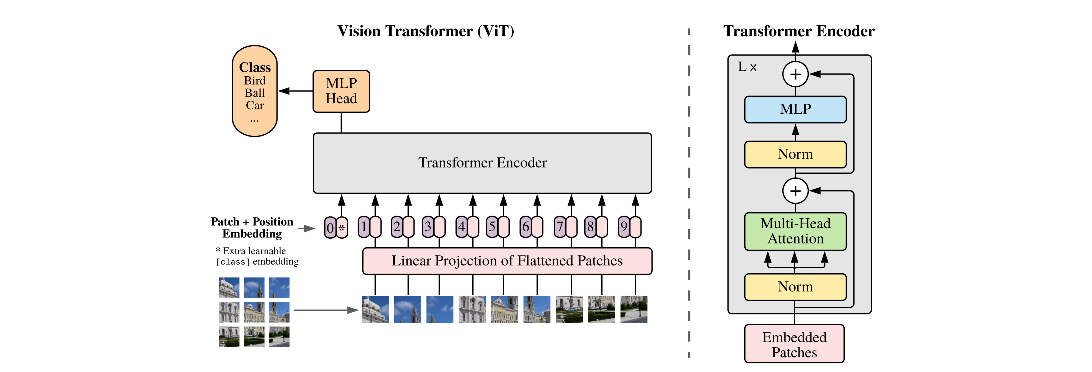 Vision Transformer (ViT)
Class
Bird
Ball
Car
...
MLP
Head
Transformer Encoder
Patch + Position
Embedding
0 * 1 2 3 4 5 6 7 8 9
* Extra learnable
[class] embedding
Linear Projection of Flattened Patches
Transformer Encoder
L x
+
MLP
Norm
+
Multi-Head
Attention
Norm
Embedded
Patches